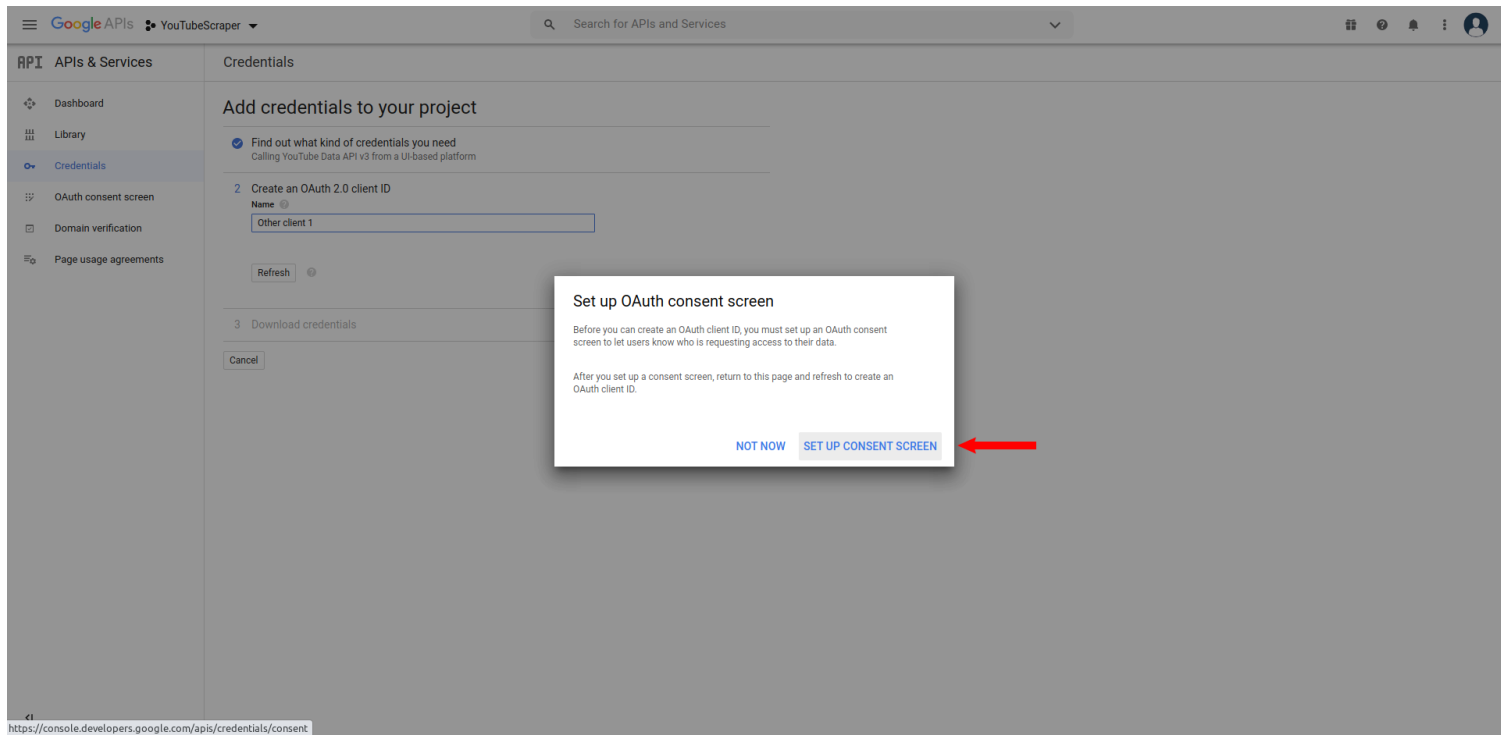 Google APIs YouTubeScraper Search for APIs and Services
API APIs & Services
Credentials
Dashboard
Library
Credentials
OAuth consent screen
Domain verification
Page usage agreements
Add credentials to your project
Find out what kind of credentials you need
Calling YouTube Data API v3 from a UI-based platform
2 Create an OAuth 2.0 client ID
Name
Other client 1
Refresh
3 Download credentials
Cancel
Set up OAuth consent screen
Before you can create an OAuth client ID, you must set up an OAuth consent
screen to let users know who is requesting access to their data.
After you set up a consent screen, return to this page and refresh to create an
OAuth client ID.
NOT NOW SET UP CONSENT SCREEN
https://console.developers.google.com/apis/credentials/consent